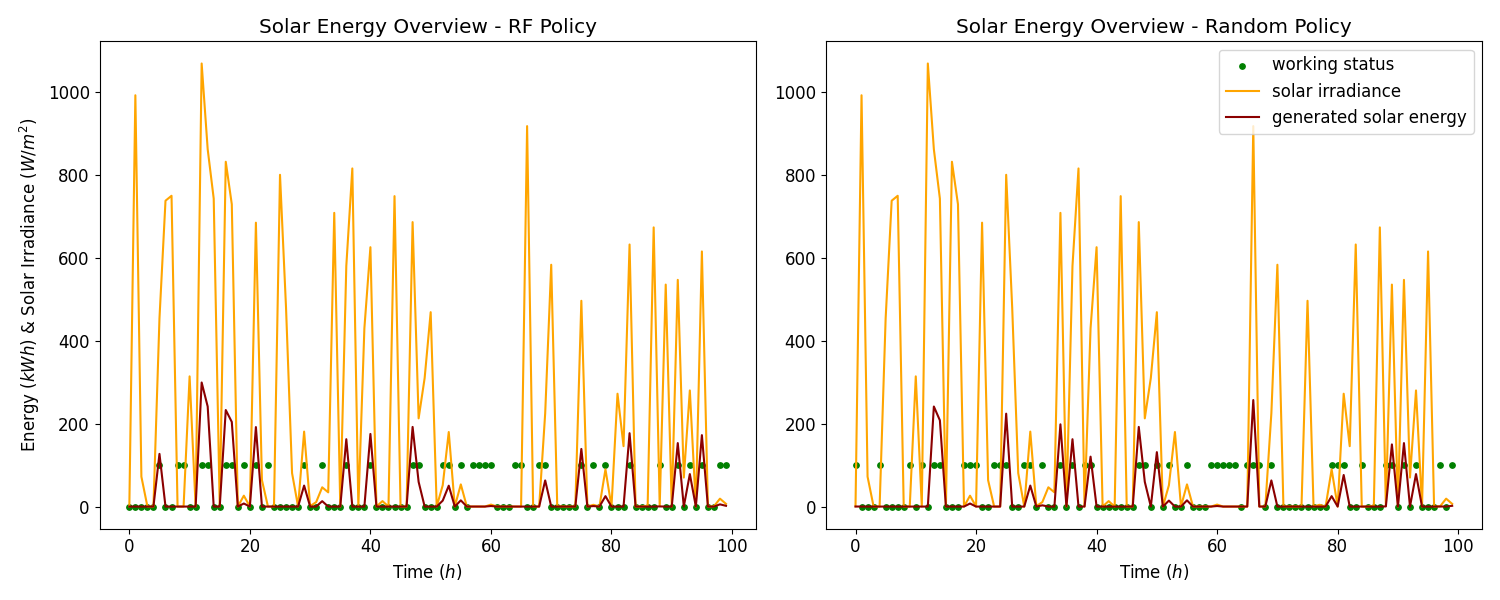 Solar Energy Overview - RF Policy
Energy (kWh) & Solar Irradiance (W/m²)
1000
800
600
400
200
0
0 20 40 60 80 100
Time (h)
Solar Energy Overview - Random Policy
working status
solar irradiance
generated solar energy
1000
800
600
400
200
0
0 20 40 60 80 100
Time (h)